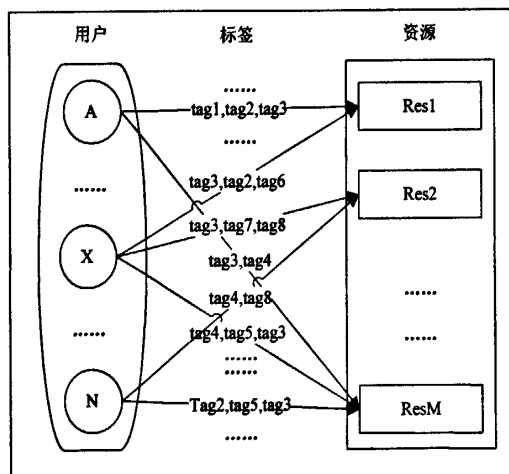 用户 标签 资源
......
A tag1,tag2,tag3 Res1
......
tag3,tag2,tag6
...... Res2
tag3,tag7,tag8
X tag3,tag4
tag4,tag8 ......
...... tag4,tag5,tag3 ......
......
......
N Tag2,tag5,tag3 ResM
......